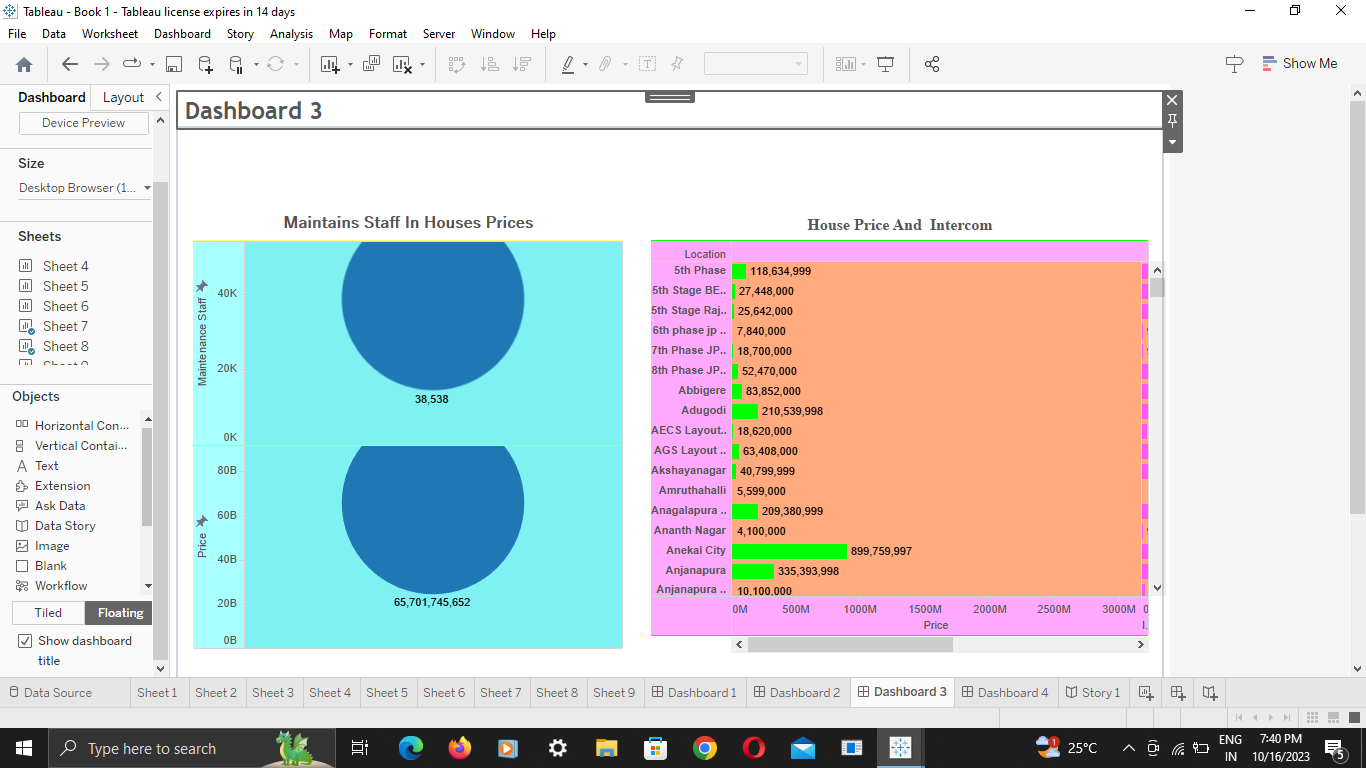 Tableau - Book 1 - Tableau license expires in 14 days
File Data Worksheet Dashboard Story Analysis Map Format Server Window Help
Show Me
Dashboard Layout
Device Preview
Size
Desktop Browser (1...
Sheets
Sheet 4
Sheet 5
Sheet 6
Sheet 7
Sheet 8
Objects
Horizontal Con...
Vertical Contai...
Text
Extension
Ask Data
Data Story
Image
Blank
Workflow
Tiled Floating
Show dashboard
title
Dashboard 3
Maintains Staff In Houses Prices
Maintenance Staff
40K
20K
0K
38,538
Price
80B
60B
40B
20B
0B
65,701,745,652
House Price And  Intercom
Location
5th Phase 118,634,999
5th Stage BE.. 27,448,000
5th Stage Raj.. 25,642,000
6th phase jp .. 7,840,000
7th Phase JP.. 18,700,000
8th Phase JP.. 52,470,000
Abbigere 83,852,000
Adugodi 210,539,998
AECS Layout.. 18,620,000
AGS Layout .. 63,408,000
Akshayanagar 40,799,999
Amruthahalli 5,599,000
Anagalapura .. 209,380,999
Ananth Nagar 4,100,000
Anekal City 899,759,997
Anjanapura 335,393,998
Anjanapura .. 10,100,000
0M 500M 1000M 1500M 2000M 2500M 3000M 0
Price I.
Data Source Sheet 1 Sheet 2 Sheet 3 Sheet 4 Sheet 5 Sheet 6 Sheet 7 Sheet 8 Sheet 9 Dashboard 1 Dashboard 2 Dashboard 3 Dashboard 4 Story 1
Type here to search
1
25°C
ENG
IN
7:40 PM
10/16/2023
5